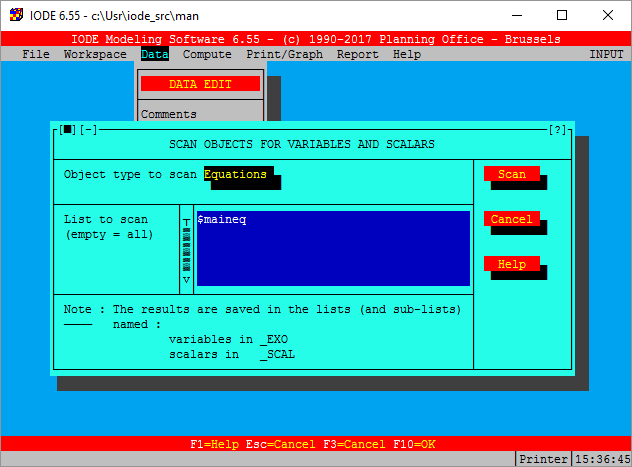 IODE 6.55 - c:\Usr\iode_src\man
IODE Modeling Software 6.55 - (c) 1990-2017 Planning Office - Brussels
File Workspace Data Compute Print/Graph Report Help INPUT
DATA EDIT
Comments
[■][-] [?]
SCAN OBJECTS FOR VARIABLES AND SCALARS
Object type to scan Equations
Scan
List to scan
(empty = all)
$maineq
Cancel
Help
Note : The results are saved in the lists (and sub-lists)
named :
variables in _EXO
scalars in _SCAL
F1=Help Esc=Cancel F3=Cancel F10=OK
Printer 15:36:45